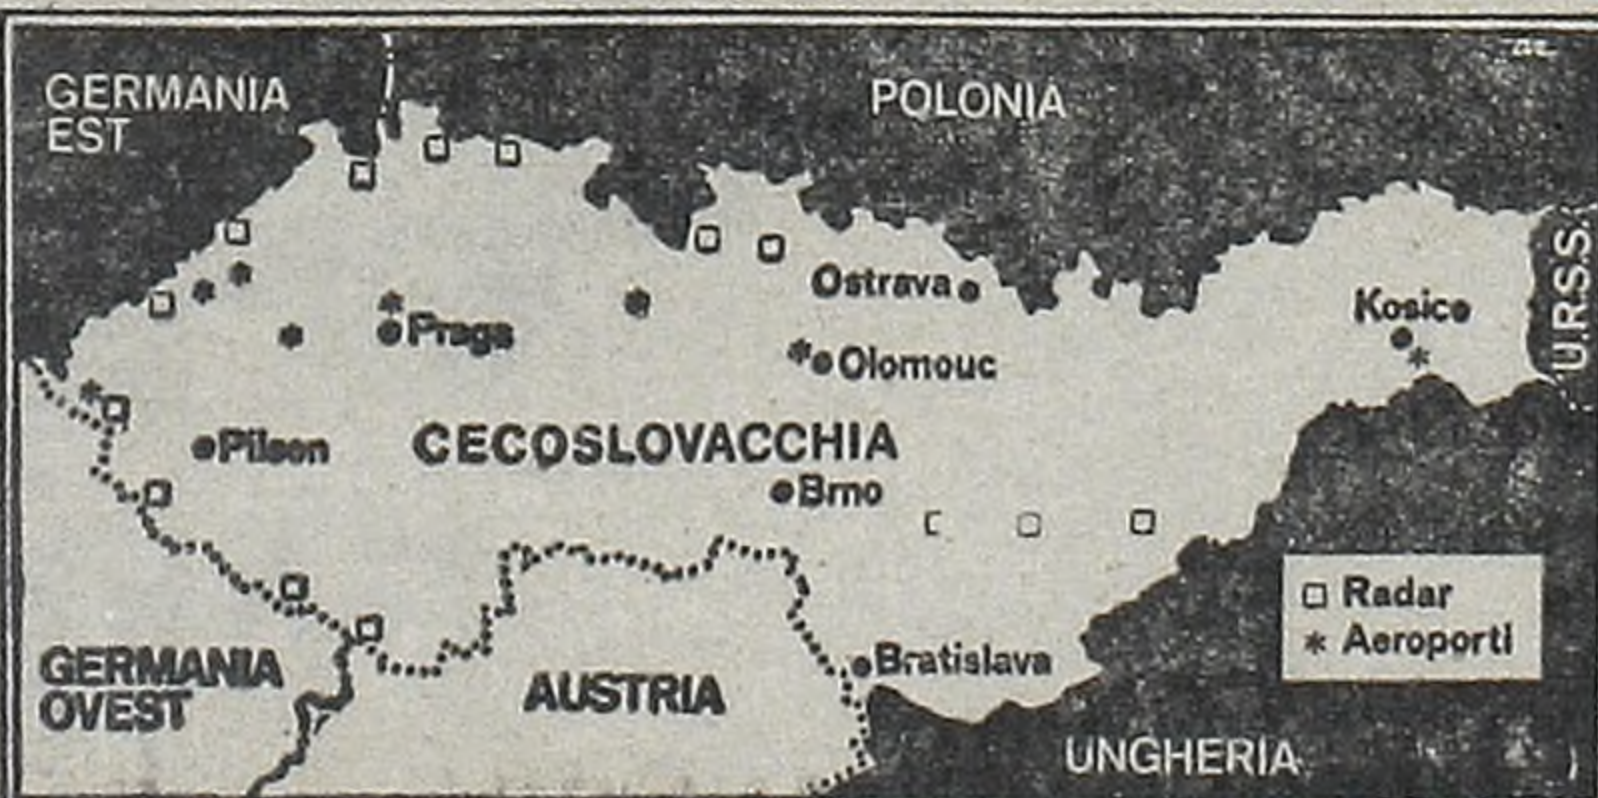 GERMANIA
EST
POLONIA
U.R.S.S.
Ostrava
Kosice
Praga
Olomouc
CECOSLOVACCHIA
Pilsen
Brno
Radar
Aeroporti
GERMANIA
OVEST
AUSTRIA
Bratislava
UNGHERIA